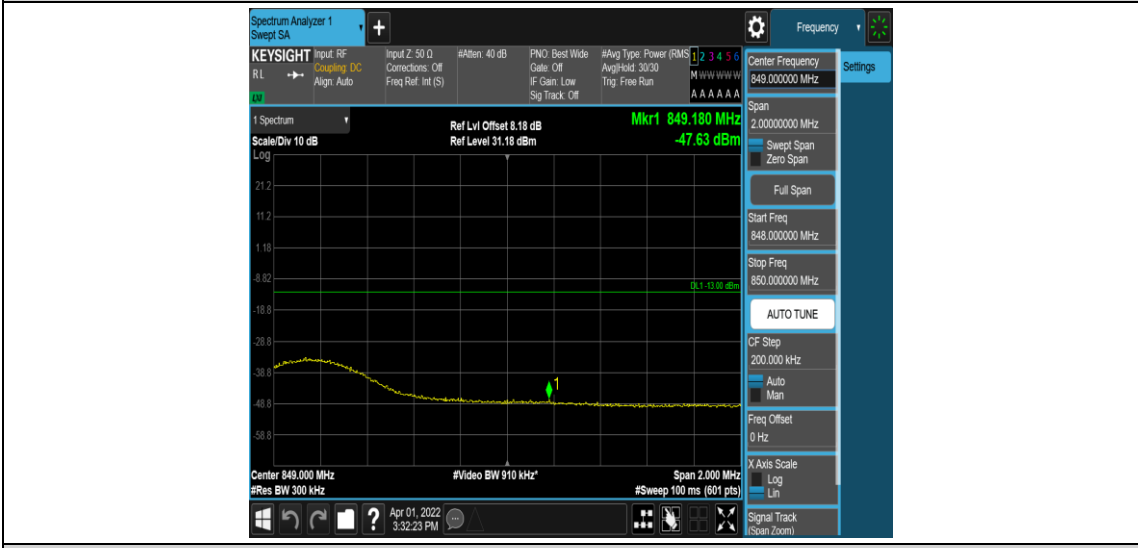 Spectrum Analyzer 1
Swept SA
+
Frequency
KEYSIGHT
RL
LXI
Input: RF
Coupling: DC
Align: Auto
Input Z: 50 Ω
Corrections: Off
Freq Ref: Int (S)
#Atten: 40 dB
PNO: Best Wide
Gate: Off
IF Gain: Low
Sig Track: Off
#Avg Type: Power (RMS
Avg|Hold: 30/30
Trig: Free Run
1 2 3 4 5 6
M W W W W W
A A A A A A
1 Spectrum
Scale/Div 10 dB
Log
Ref Lvl Offset 8.18 dB
Ref Level 31.18 dBm
Mkr1 849.180 MHz
-47.63 dBm
21.2
11.2
1.18
-8.82
-18.8
-28.8
-38.8
-48.8
-58.8
DL1 -13.00 dBm
1
Center 849.000 MHz
#Res BW 300 kHz
#Video BW 910 kHz*
Span 2.000 MHz
#Sweep 100 ms (601 pts)
?
Apr 01, 2022
3:32:23 PM
Center Frequency
849.000000 MHz
Settings
Span
2.00000000 MHz
Swept Span
Zero Span
Full Span
Start Freq
848.000000 MHz
Stop Freq
850.000000 MHz
AUTO TUNE
CF Step
200.000 kHz
Auto
Man
Freq Offset
0 Hz
X Axis Scale
Log
Lin
Signal Track
(Span Zoom)